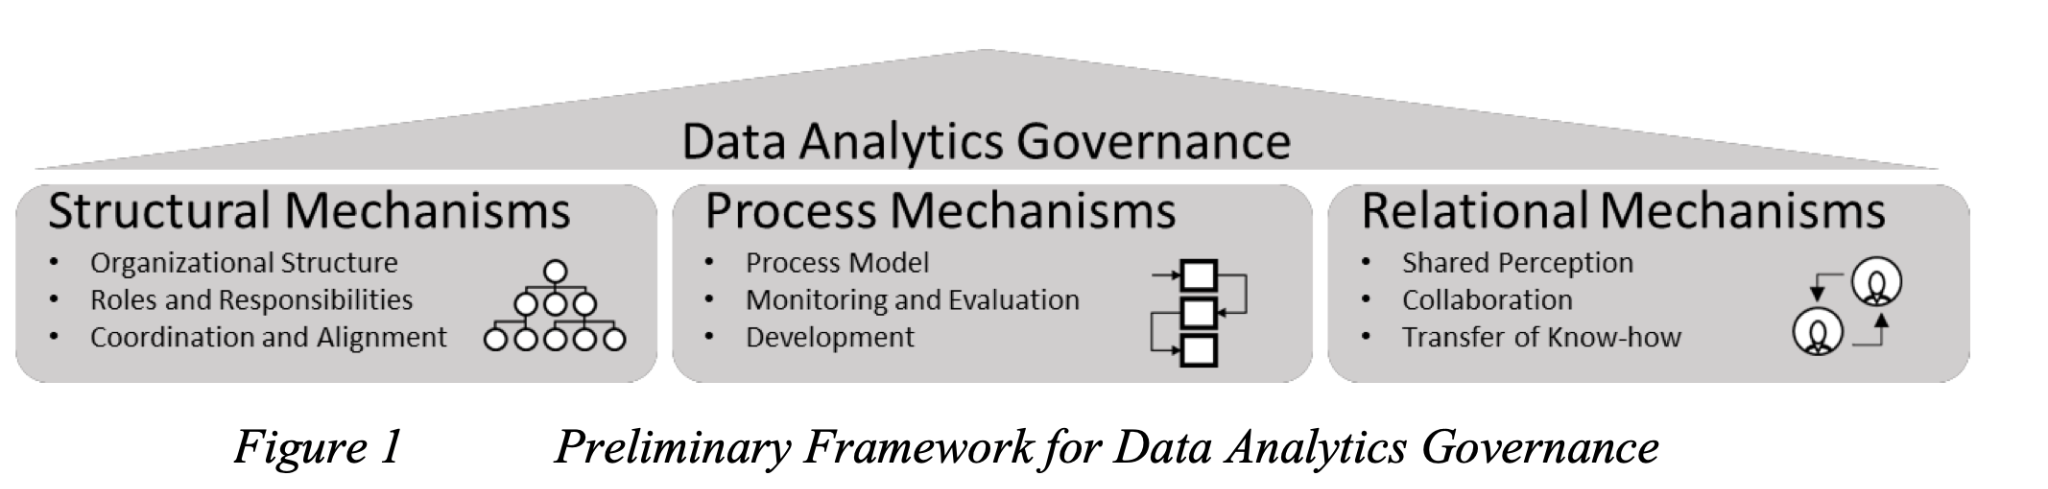 Data Analytics Governance
Structural Mechanisms
• Organizational Structure
• Roles and Responsibilities
• Coordination and Alignment
Process Mechanisms
• Process Model
• Monitoring and Evaluation
• Development
Relational Mechanisms
• Shared Perception
• Collaboration
• Transfer of Know-how
Figure 1 Preliminary Framework for Data Analytics Governance